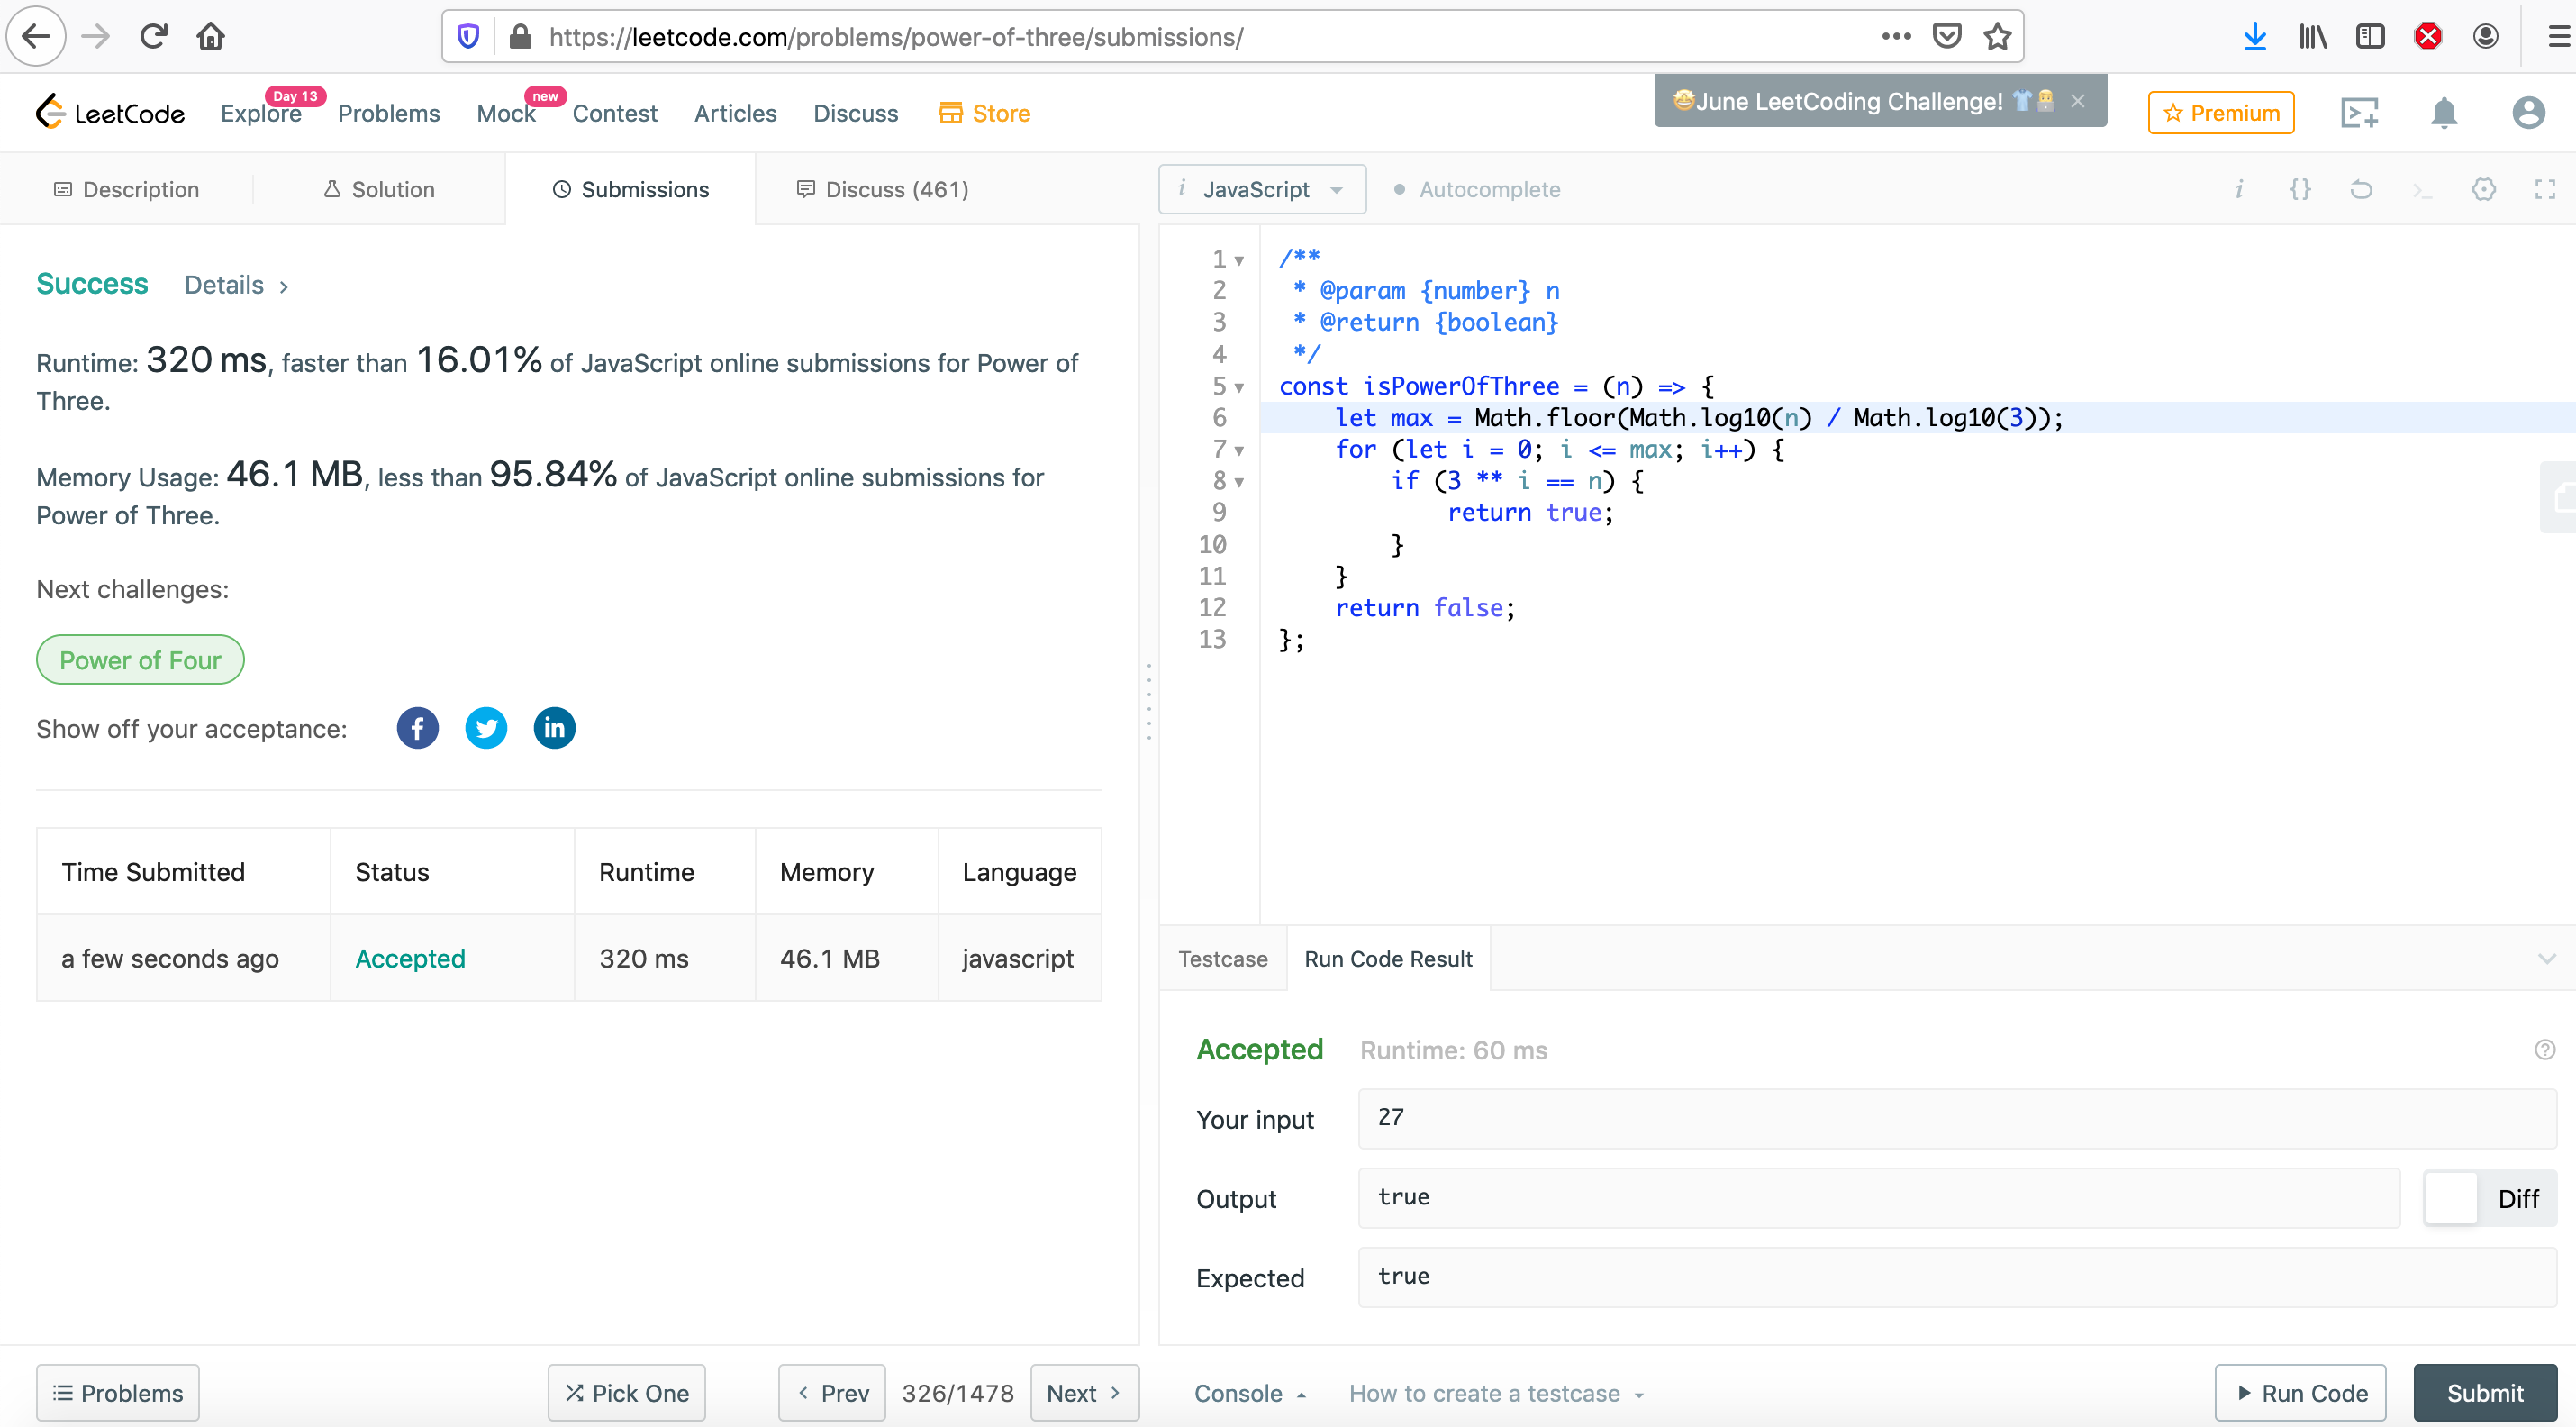 https://leetcode.com/problems/power-of-three/submissions/
LeetCode
Explore
Day 13
Problems
Mock
new
Contest
Articles
Discuss
Store
🤩June LeetCoding Challenge! 👕
Premium
Description
Solution
Submissions
Discuss (461)
i JavaScript
Autocomplete
Success Details >
Runtime: 320 ms, faster than 16.01% of JavaScript online submissions for Power of
Three.
Memory Usage: 46.1 MB, less than 95.84% of JavaScript online submissions for
Power of Three.
Next challenges:
Power of Four
Show off your acceptance:
Time Submitted Status Runtime Memory Language
a few seconds ago Accepted 320 ms 46.1 MB javascript
1 /**
2 * @param {number} n
3 * @return {boolean}
4 */
5 const isPowerOfThree = (n) => {
6 let max = Math.floor(Math.log10(n) / Math.log10(3));
7 for (let i = 0; i <= max; i++) {
8 if (3 ** i == n) {
9 return true;
10 }
11 }
12 return false;
13 };
Testcase Run Code Result
Accepted Runtime: 60 ms
Your input 27
Output true Diff
Expected true
Problems Pick One < Prev 326/1478 Next >
Console How to create a testcase Run Code Submit